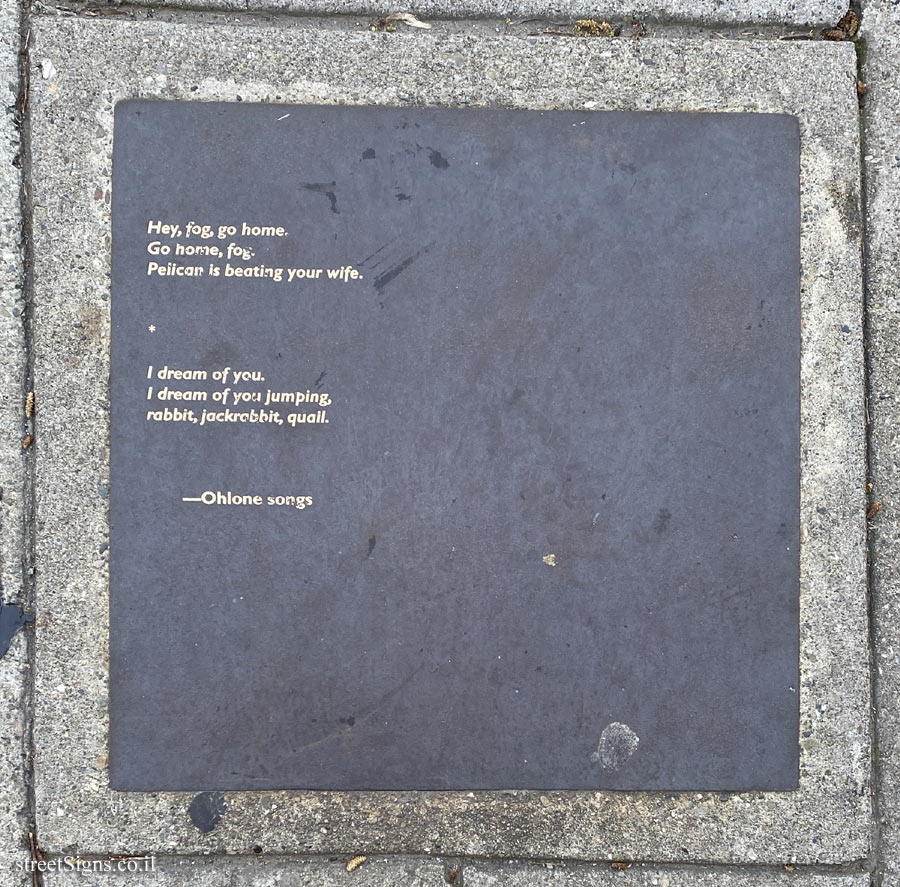 Hey, fog, go home.
Go home, fog.
Pelican is beating your wife.
*
I dream of you.
I dream of you jumping,
rabbit, jackrabbit, quail.
—Ohlone songs
streetSigns.co.il